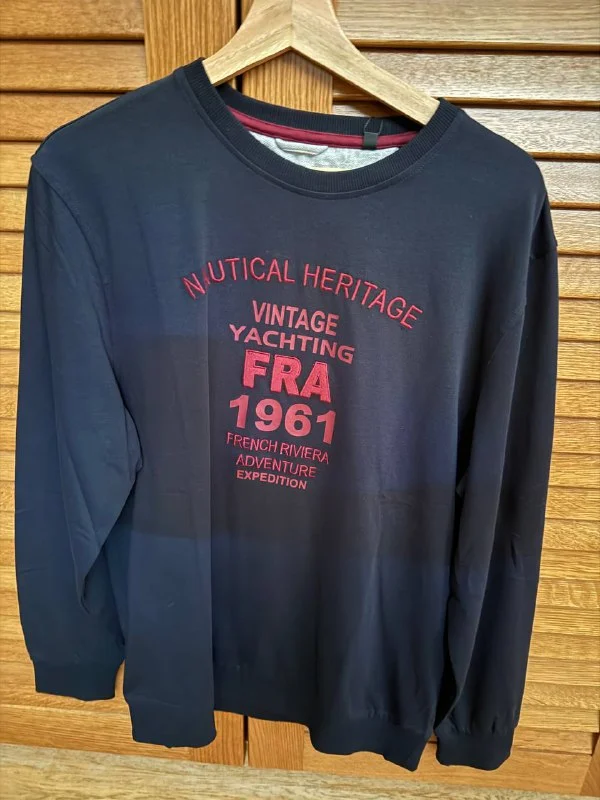 NAUTICAL HERITAGE
VINTAGE
YACHTING
FRA
1961
FRENCH RIVIERA
ADVENTURE
EXPEDITION